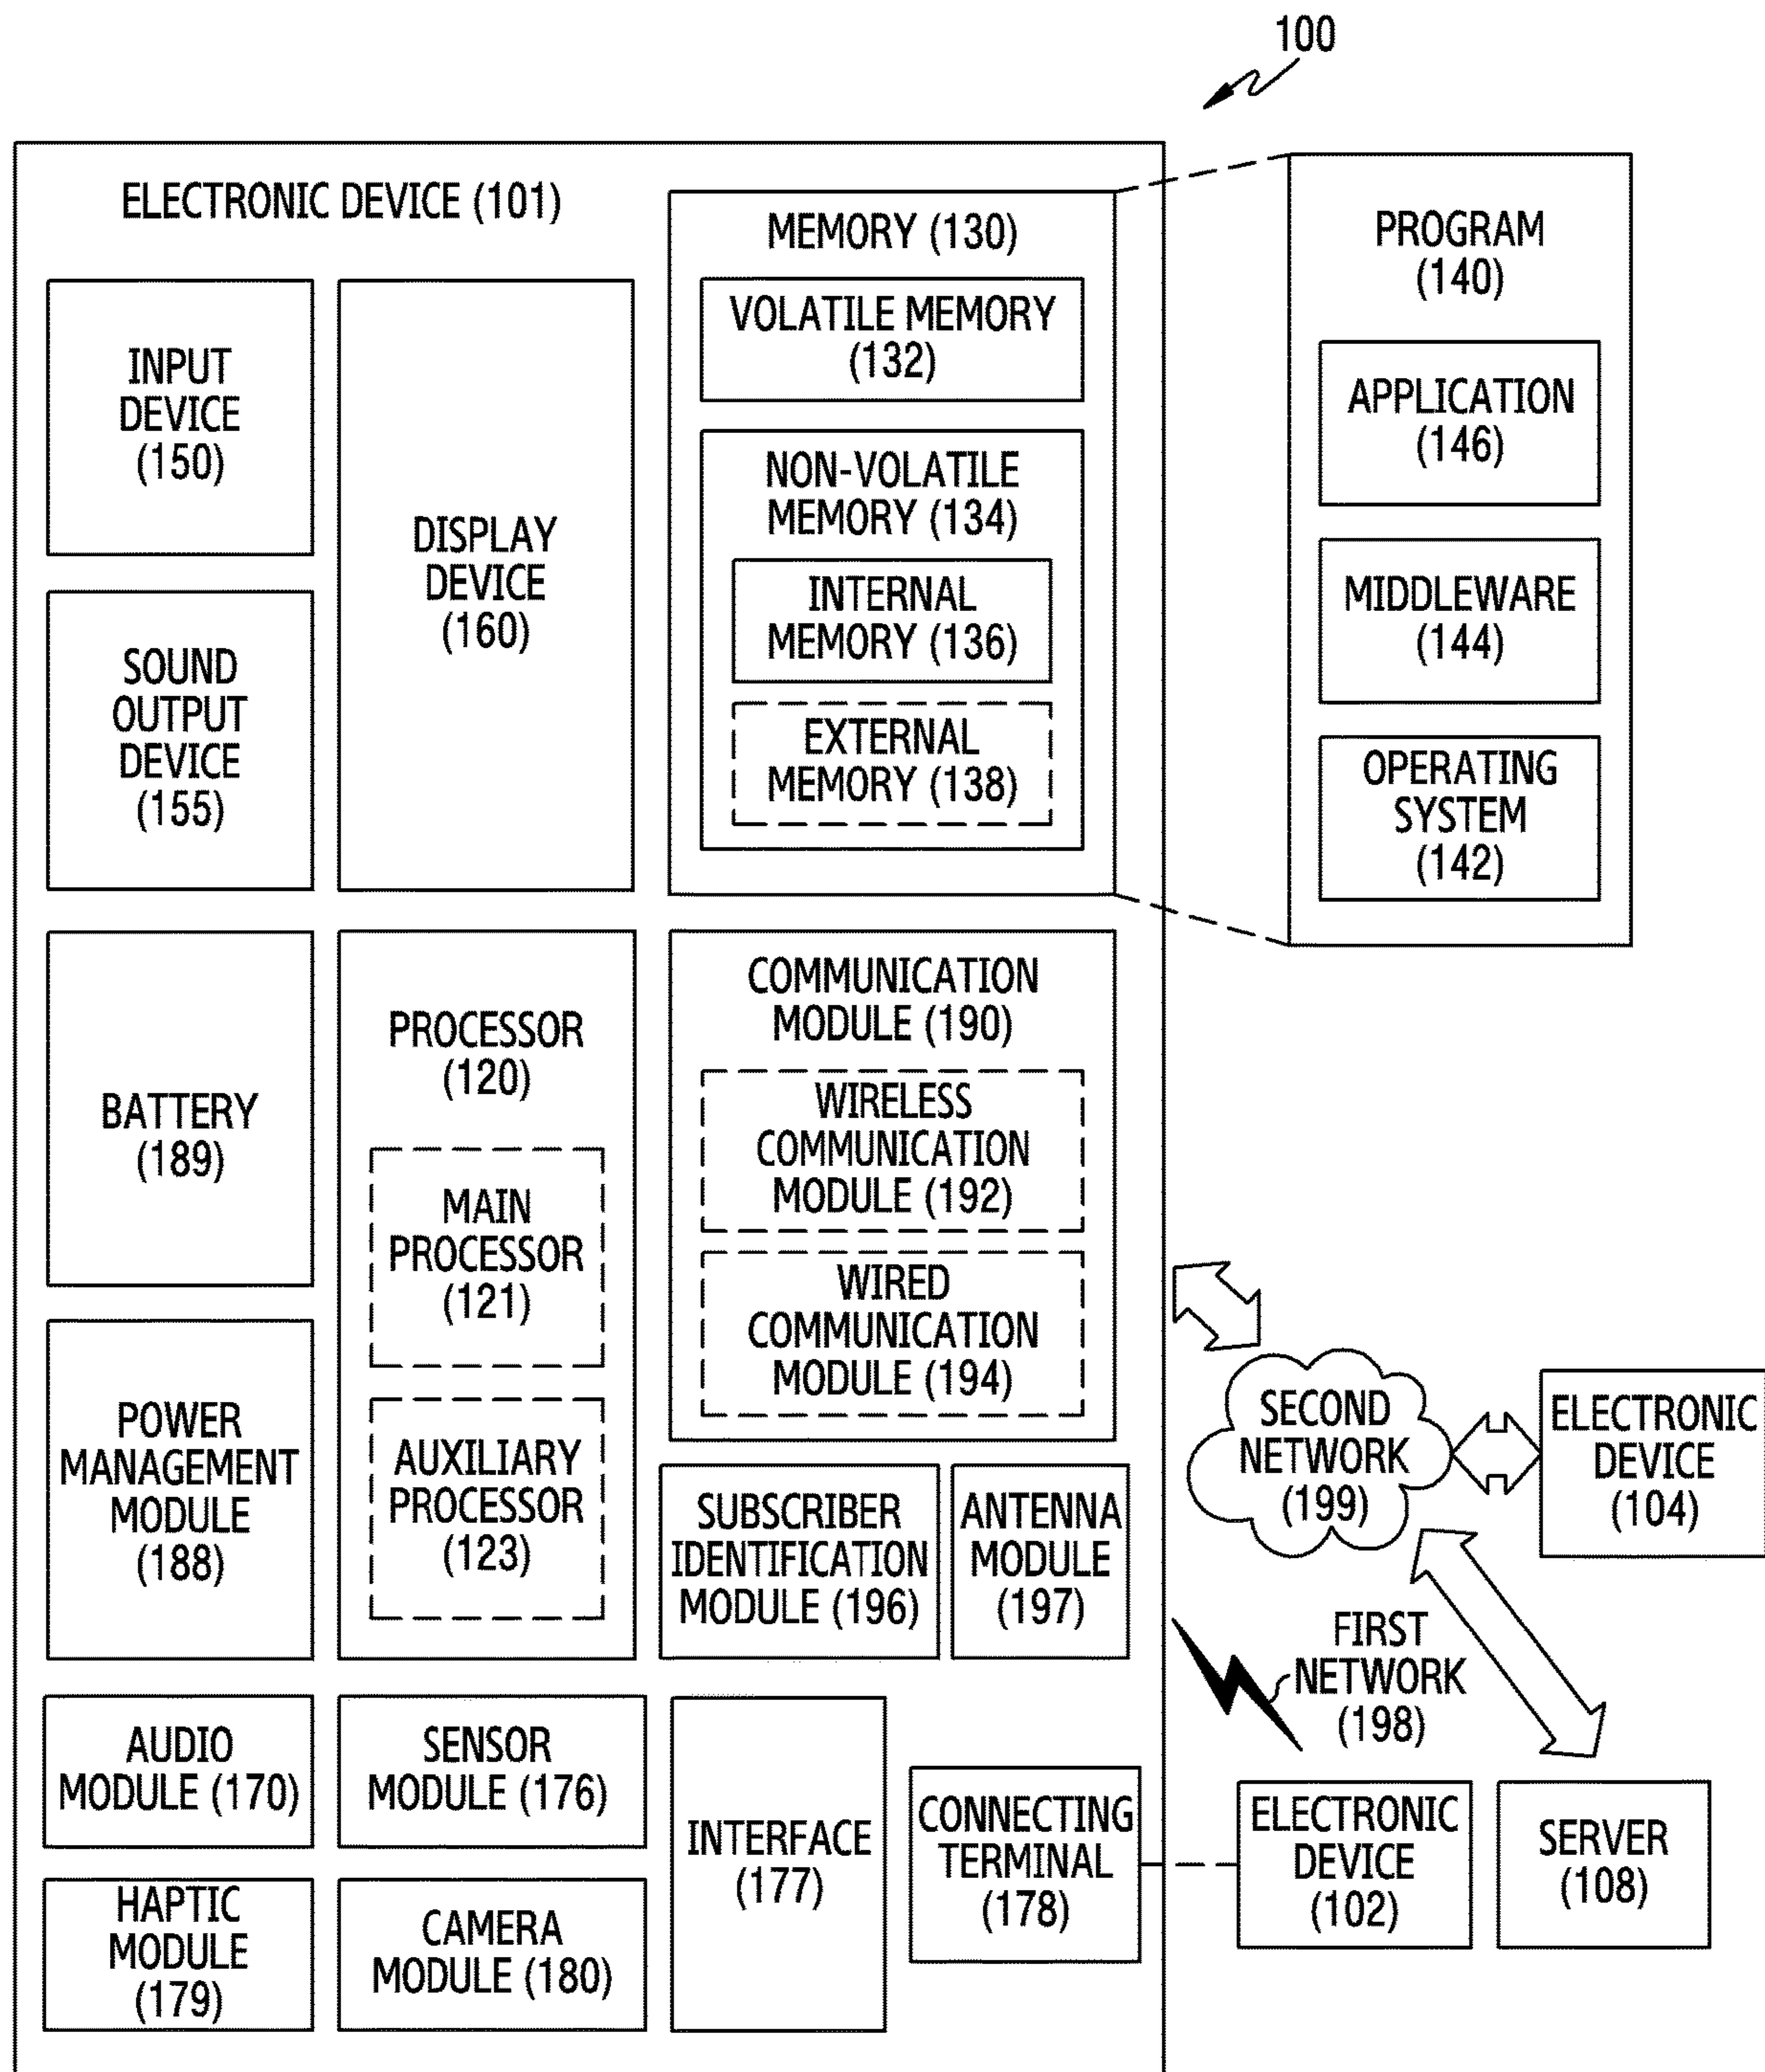 100
ELECTRONIC DEVICE (101)
INPUT
DEVICE
(150)
SOUND
OUTPUT
DEVICE
(155)
DISPLAY
DEVICE
(160)
MEMORY (130)
VOLATILE MEMORY
(132)
NON-VOLATILE
MEMORY (134)
INTERNAL
MEMORY (136)
EXTERNAL
MEMORY (138)
PROGRAM
(140)
APPLICATION
(146)
MIDDLEWARE
(144)
OPERATING
SYSTEM
(142)
BATTERY
(189)
POWER
MANAGEMENT
MODULE
(188)
PROCESSOR
(120)
MAIN
PROCESSOR
(121)
AUXILIARY
PROCESSOR
(123)
COMMUNICATION
MODULE (190)
WIRELESS
COMMUNICATION
MODULE (192)
WIRED
COMMUNICATION
MODULE (194)
SUBSCRIBER
IDENTIFICATION
MODULE (196)
ANTENNA
MODULE
(197)
SECOND
NETWORK
(199)
ELECTRONIC
DEVICE
(104)
FIRST
NETWORK
(198)
AUDIO
MODULE (170)
SENSOR
MODULE (176)
INTERFACE
(177)
CONNECTING
TERMINAL
(178)
ELECTRONIC
DEVICE
(102)
SERVER
(108)
HAPTIC
MODULE
(179)
CAMERA
MODULE (180)